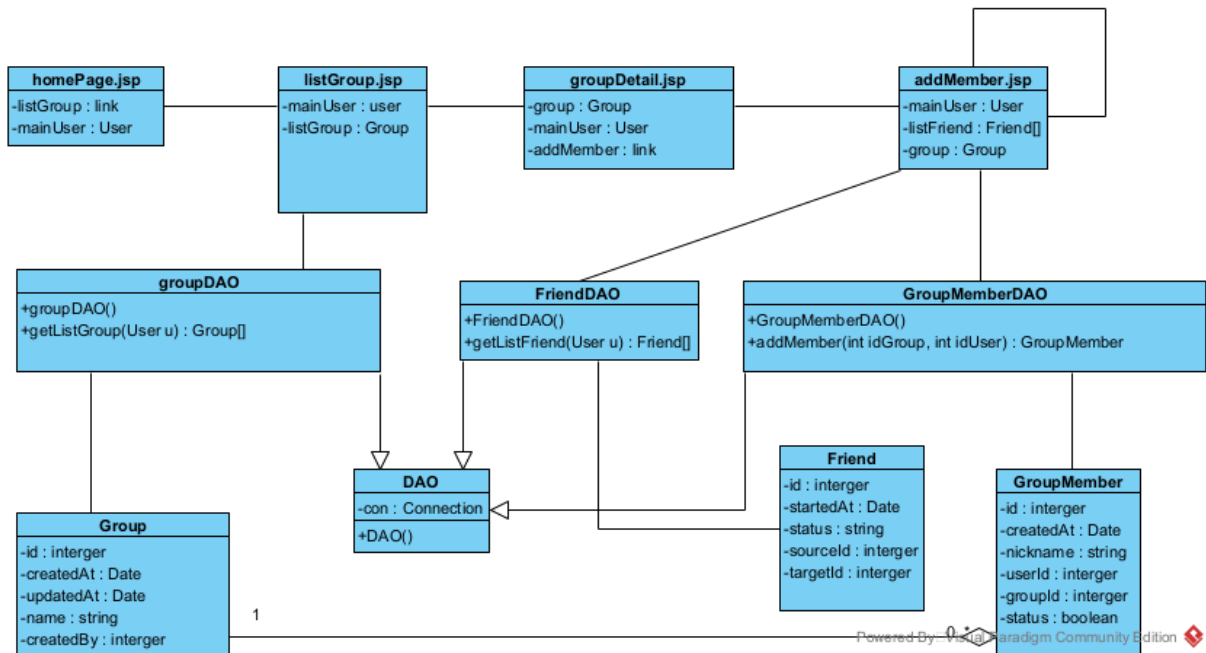 homePage.jsp
-listGroup : link
-mainUser : User
listGroup.jsp
-mainUser : user
-listGroup : Group
groupDetail.jsp
-group : Group
-mainUser : User
-addMember : link
addMember.jsp
-mainUser : User
-listFriend : Friend[]
-group : Group
groupDAO
+groupDAO()
+getListGroup(User u) : Group[]
FriendDAO
+FriendDAO()
+getListFriend(User u) : Friend[]
GroupMemberDAO
+GroupMemberDAO()
+addMember(int idGroup, int idUser) : GroupMember
DAO
-con : Connection
+DAO()
Friend
-id : interger
-startedAt : Date
-status : string
-sourceId : interger
-targetId : interger
GroupMember
-id : interger
-createdAt : Date
-nickname : string
-userId : interger
-groupId : interger
-status : boolean
Group
-id : interger
-createdAt : Date
-updatedAt : Date
-name : string
-createdBy : interger
1
0..*
Powered By: Visual Paradigm Community Edition